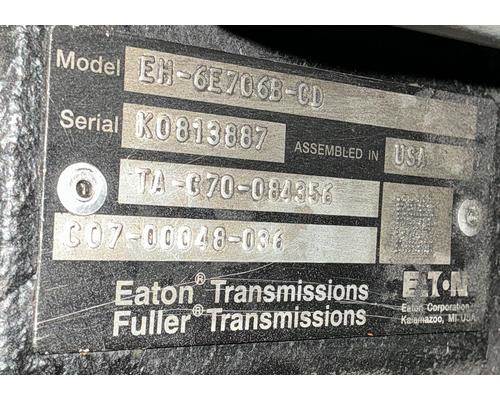 Model EH-6E706B-CD
Serial K0813887 ASSEMBLED IN USA
TA-C70-084356
C07-00048-036
Eaton® Transmissions
Fuller® Transmissions
EATON
Eaton Corporation
Kalamazoo, MI. USA